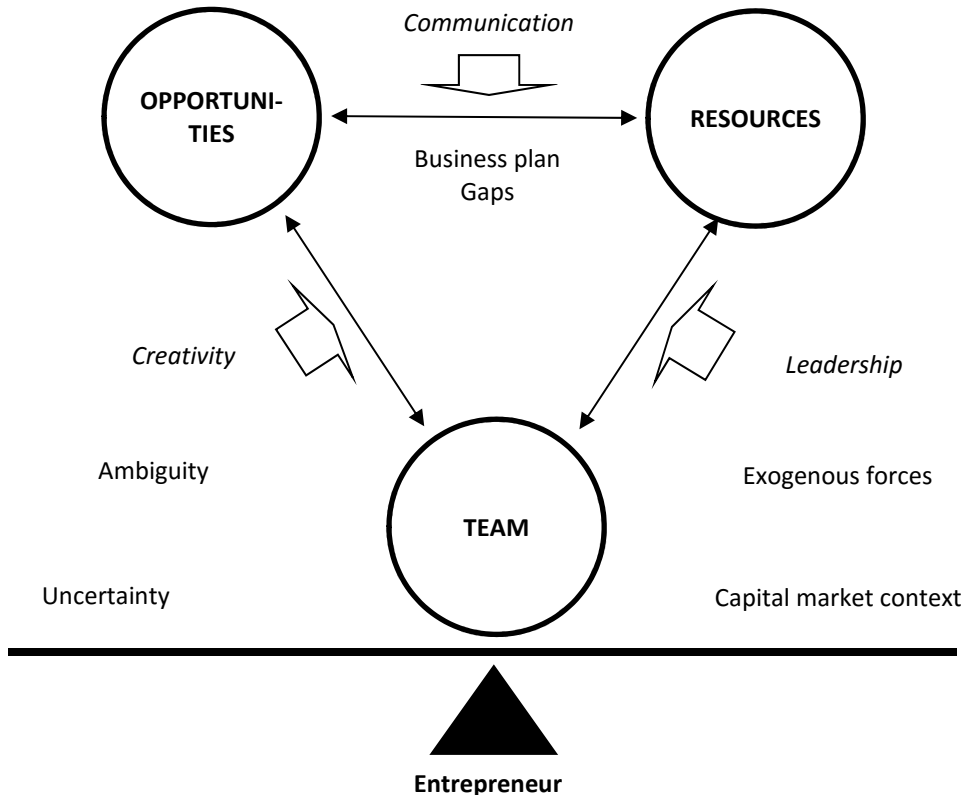 Communication
OPPORTUNI-
TIES
RESOURCES
Business plan
Gaps
Creativity
Leadership
Ambiguity
Exogenous forces
TEAM
Uncertainty
Capital market context
Entrepreneur